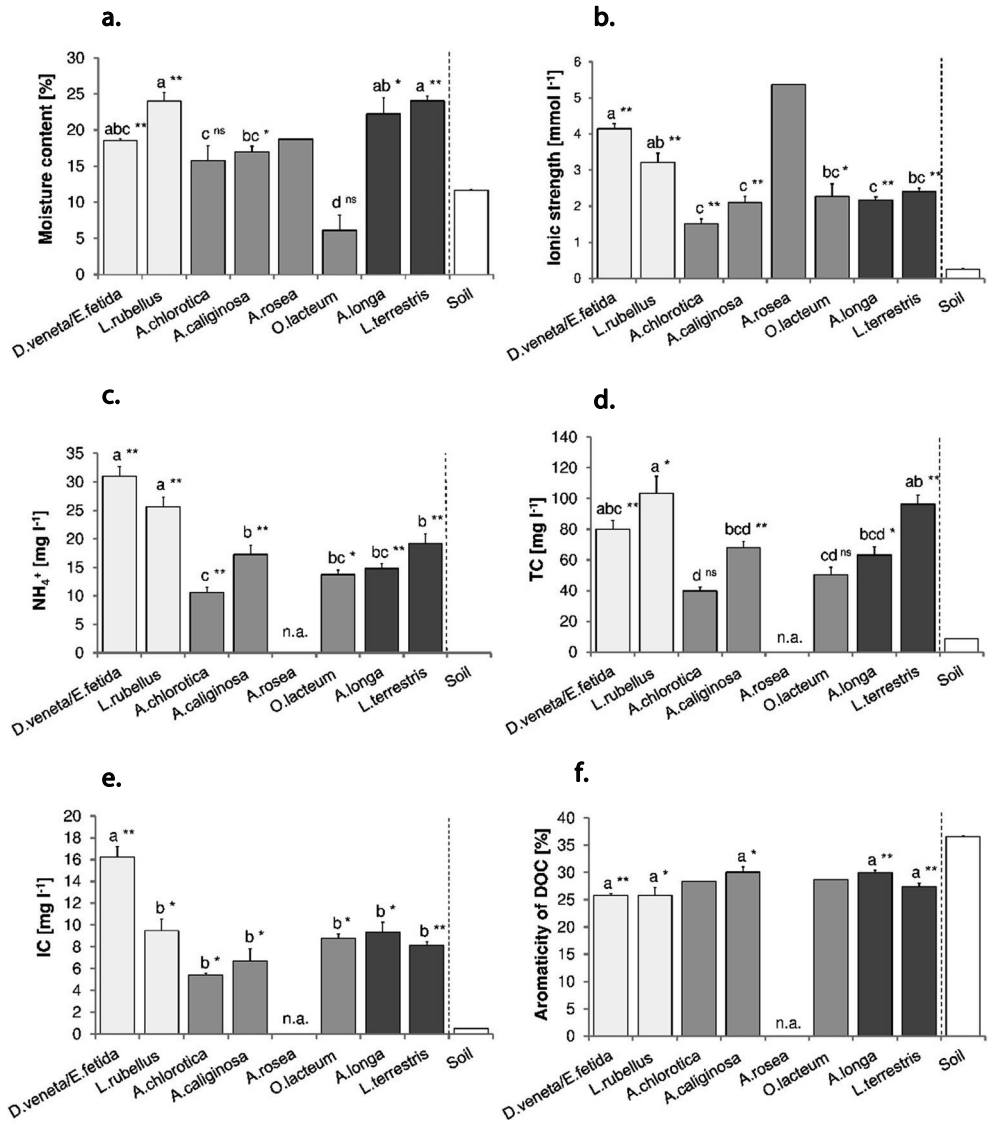 a.
Moisture content [%]
30
25
20
15
10
5
0
abc **
a **
c ns
bc *
d ns
ab *
a **
D.veneta/E.fetida
L.rubellus
A.chlorotica
A.caliginosa
A.rosea
O.lacteum
A.longa
L.terrestris
Soil
b.
Ionic strength [mmol l-1]
6
5
4
3
2
1
0
a **
ab **
c **
c **
bc *
c **
bc **
D.veneta/E.fetida
L.rubellus
A.chlorotica
A.caliginosa
A.rosea
O.lacteum
A.longa
L.terrestris
Soil
c.
NH4+ [mg l-1]
35
30
25
20
15
10
5
0
a **
a **
c **
b **
n.a.
bc *
bc **
b **
D.veneta/E.fetida
L.rubellus
A.chlorotica
A.caliginosa
A.rosea
O.lacteum
A.longa
L.terrestris
Soil
d.
TC [mg l-1]
140
120
100
80
60
40
20
0
abc **
a *
d ns
bcd **
n.a.
cd ns
bcd *
ab **
D.veneta/E.fetida
L.rubellus
A.chlorotica
A.caliginosa
A.rosea
O.lacteum
A.longa
L.terrestris
Soil
e.
IC [mg l-1]
20
18
16
14
12
10
8
6
4
2
0
a **
b *
b *
b *
n.a.
b *
b *
b **
D.veneta/E.fetida
L.rubellus
A.chlorotica
A.caliginosa
A.rosea
O.lacteum
A.longa
L.terrestris
Soil
f.
Aromaticity of DOC [%]
40
35
30
25
20
15
10
5
0
a **
a *
a *
n.a.
a **
a **
D.veneta/E.fetida
L.rubellus
A.chlorotica
A.caliginosa
A.rosea
O.lacteum
A.longa
L.terrestris
Soil